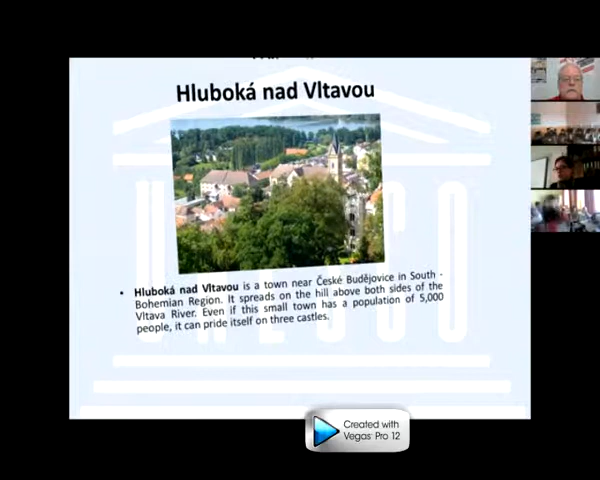 Hluboká nad Vltavou
• Hluboká nad Vltavou is a town near České Budějovice in South -
Bohemian Region. It spreads on the hill above both sides of the
Vltava River. Even if this small town has a population of 5,000
people, it can pride itself on three castles.
UNESCO
Created with
Vegas Pro 12